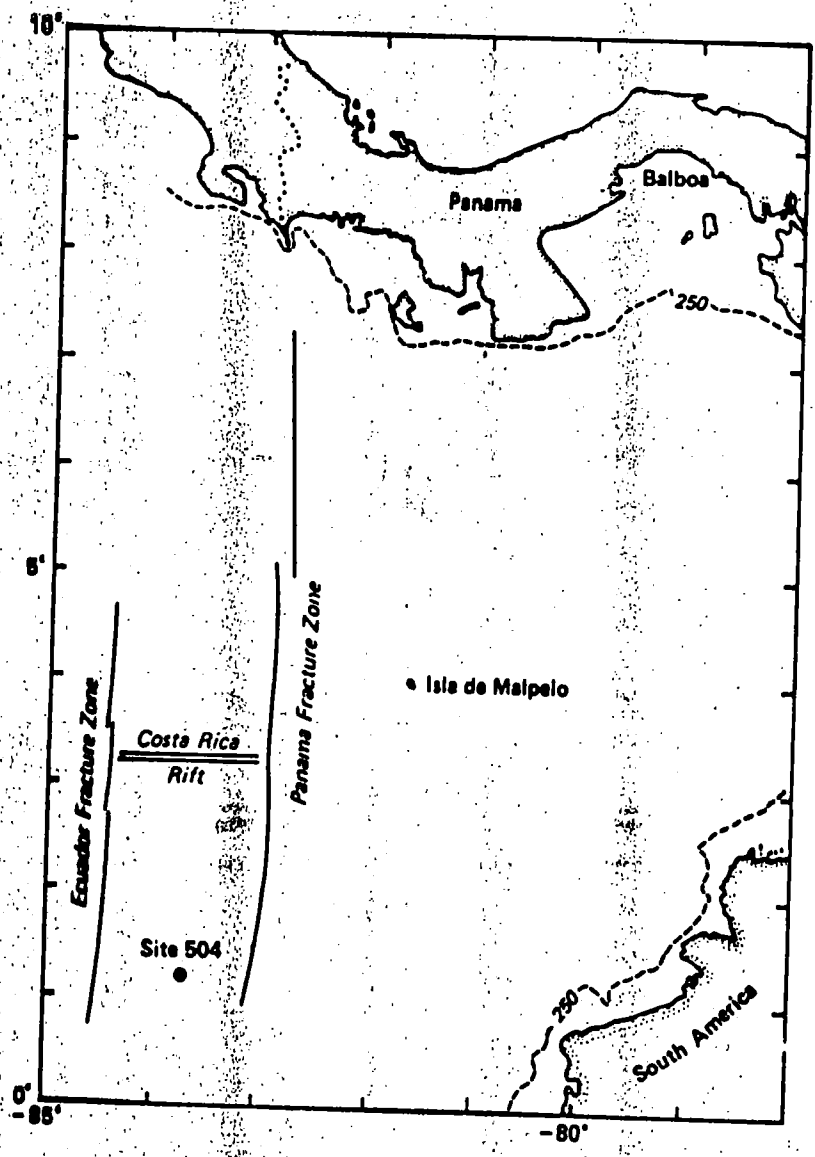 10°
Panama
Balboa
250
5°
Panama Fracture Zone
Isla de Malpelo
Ecuador Fracture Zone
Costa Rica
Rift
Site 504
250
South America
0°
-85°
-80°